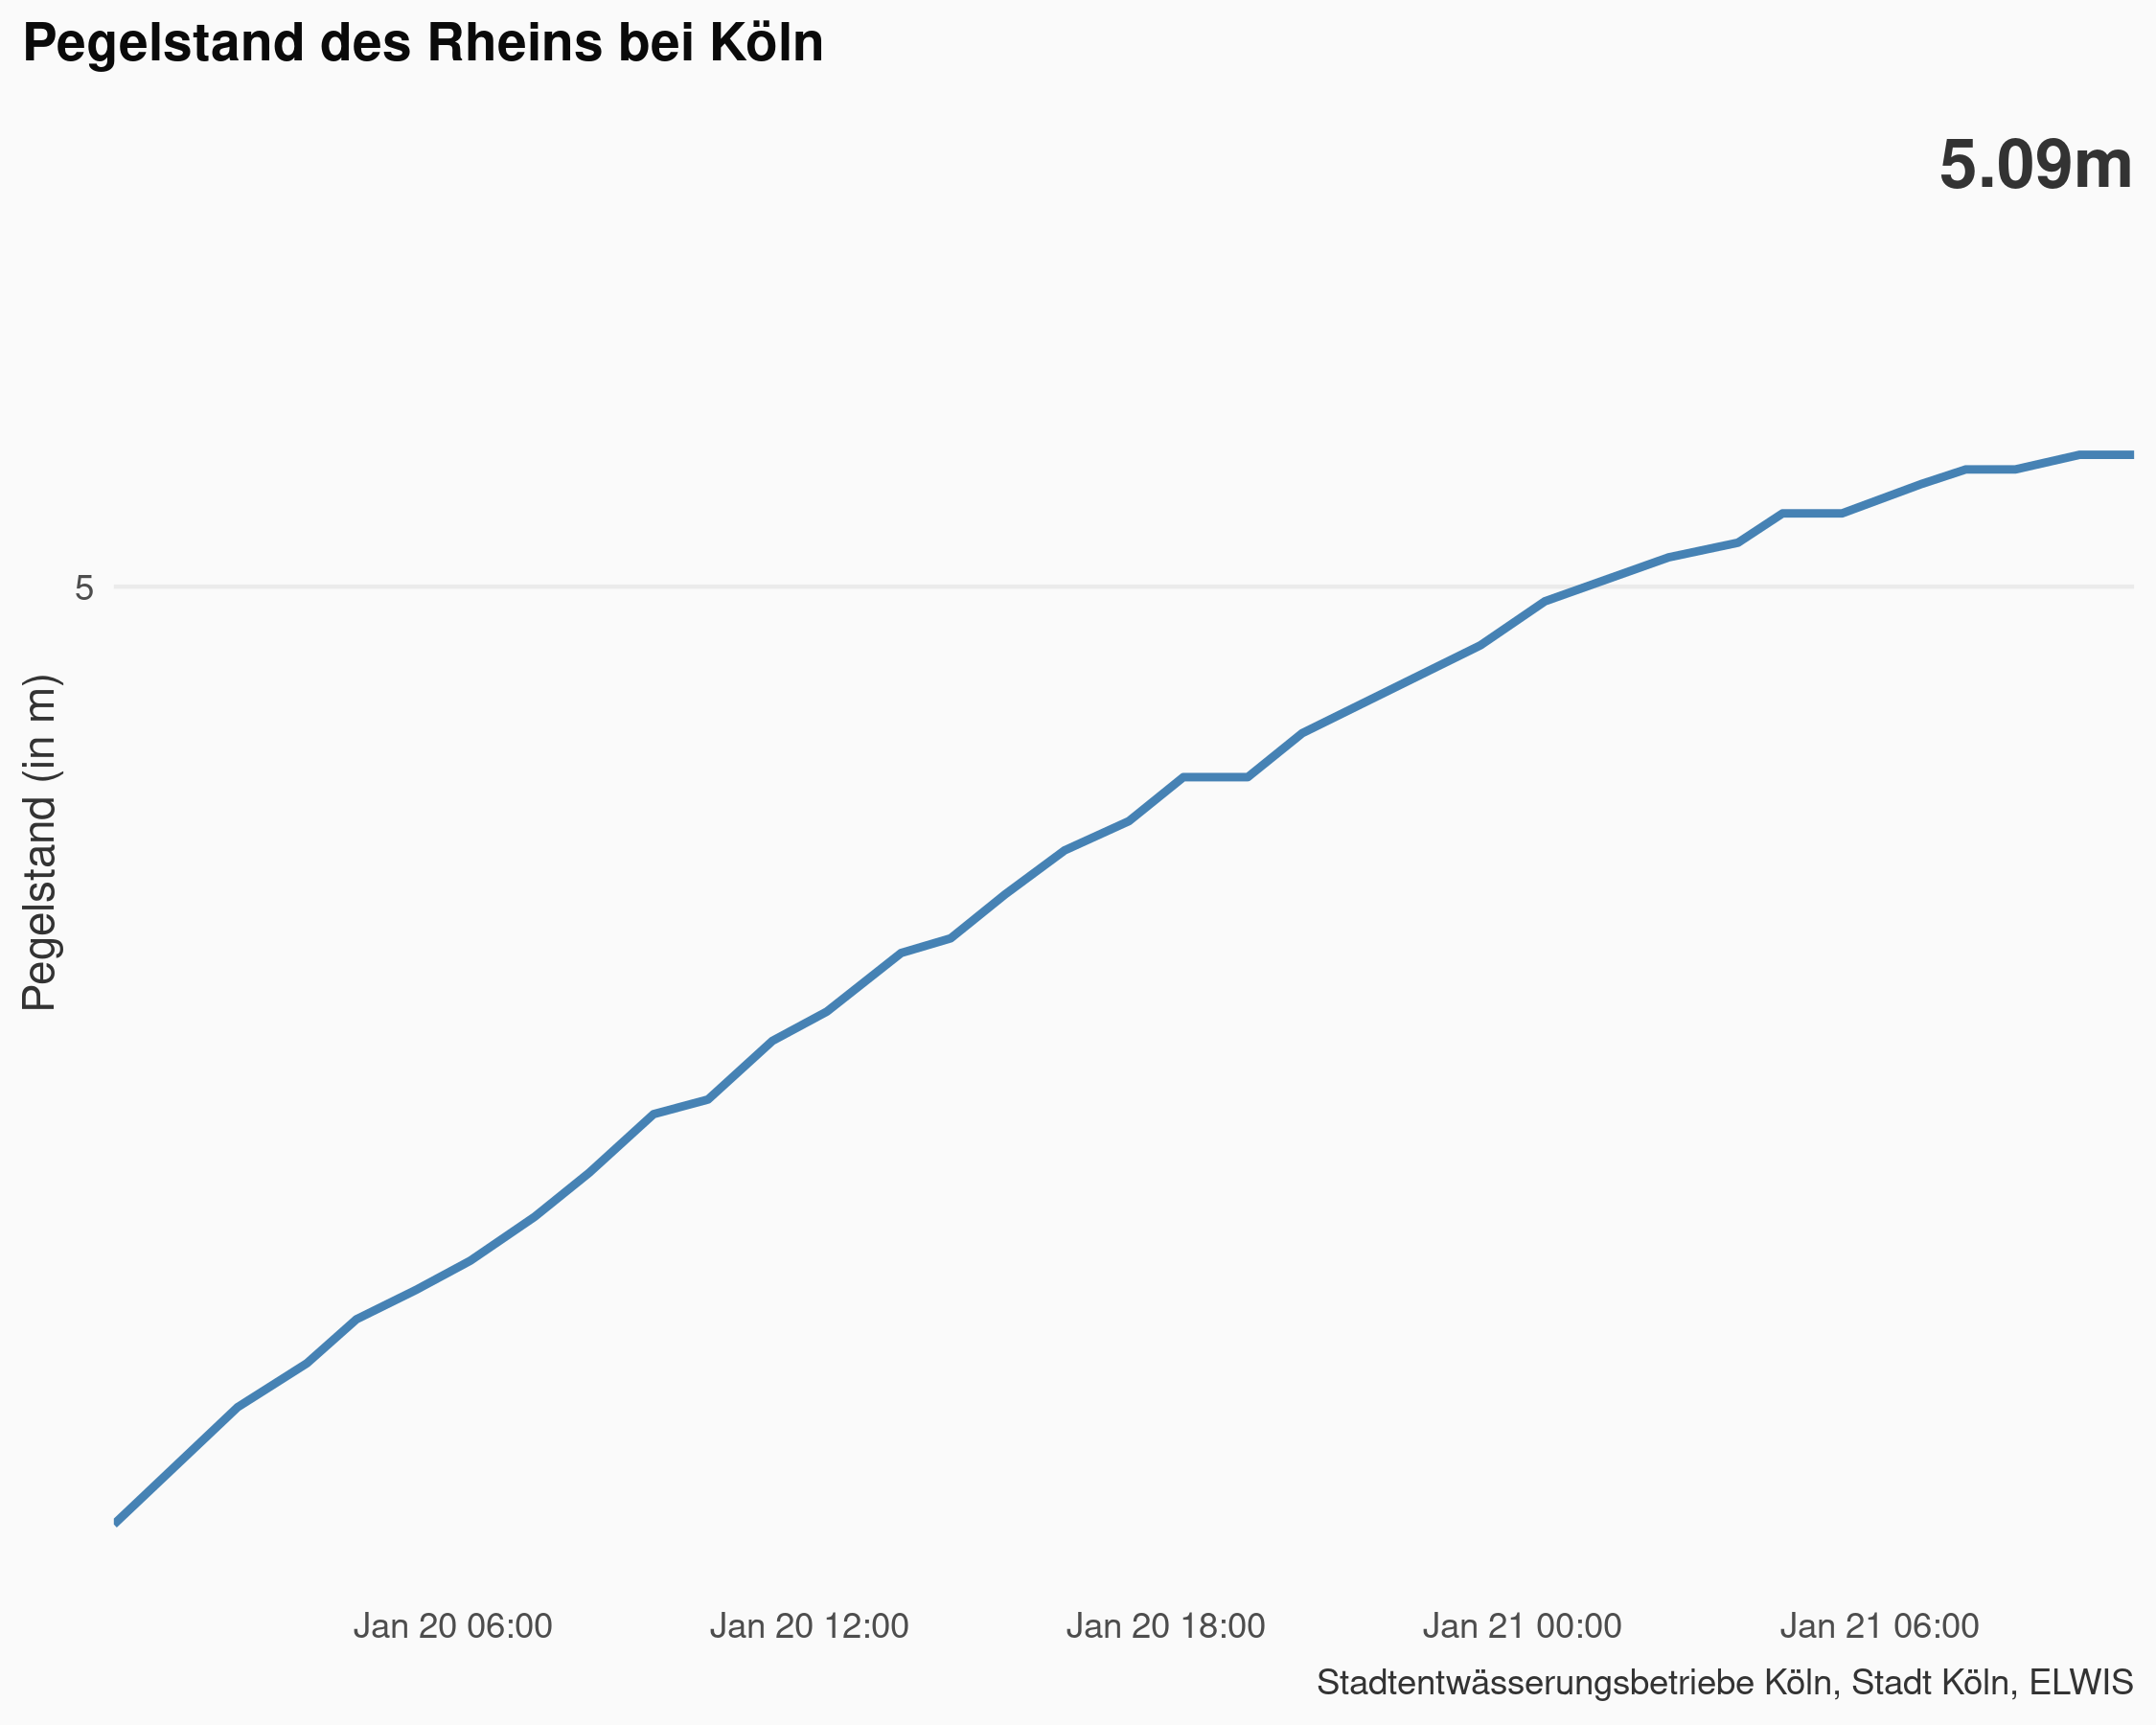 Pegelstand des Rheins bei Köln
5.09m
5
Pegelstand (in m)
Jan 20 06:00 Jan 20 12:00 Jan 20 18:00 Jan 21 00:00 Jan 21 06:00
Stadtentwässerungsbetriebe Köln, Stadt Köln, ELWIS